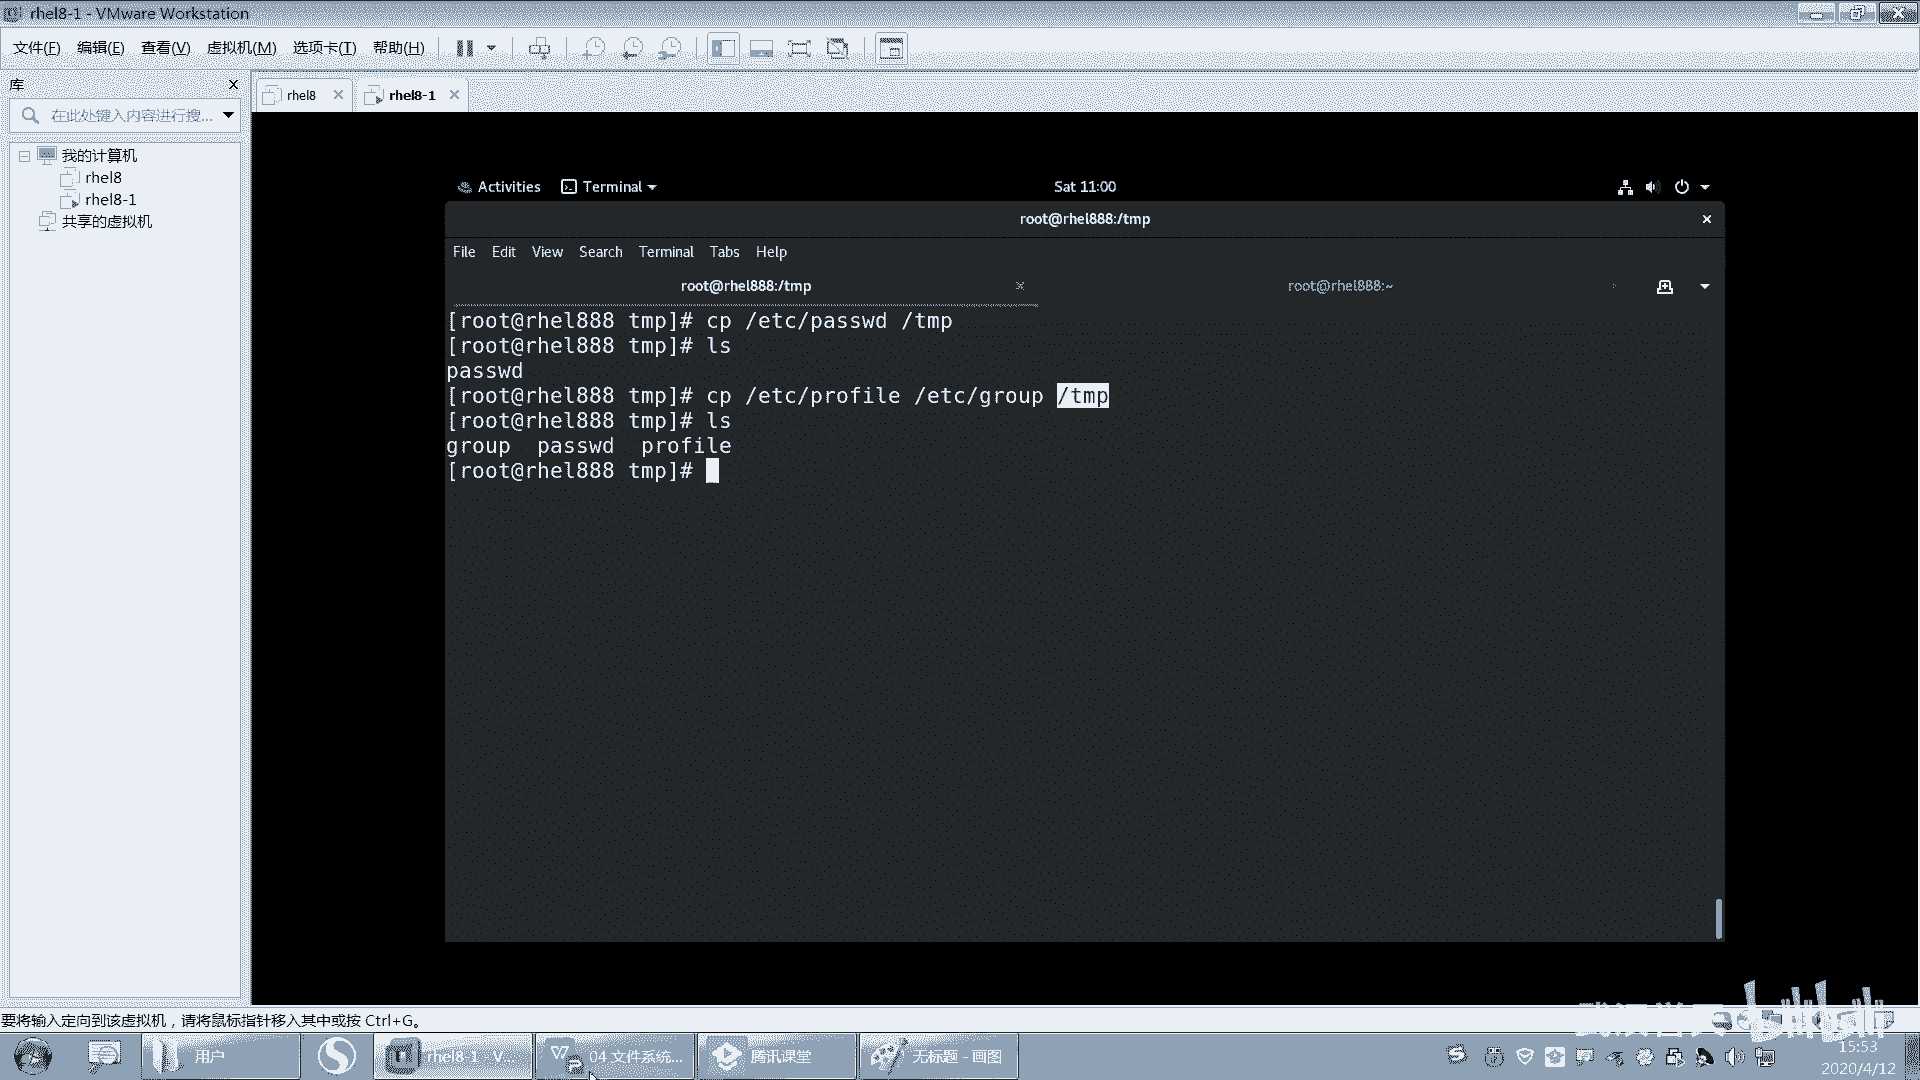 rhel8-1 - VMware Workstation
文件(F) 编辑(E) 查看(V) 虚拟机(M) 选项卡(T) 帮助(H)
库
在此处键入内容进行搜...
我的计算机
rhel8
rhel8-1
共享的虚拟机
rhel8 rhel8-1
Activities Terminal Sat 11:00
root@rhel888:/tmp
File Edit View Search Terminal Tabs Help
root@rhel888:/tmp root@rhel888:~
[root@rhel888 tmp]# cp /etc/passwd /tmp
[root@rhel888 tmp]# ls
passwd
[root@rhel888 tmp]# cp /etc/profile /etc/group /tmp
[root@rhel888 tmp]# ls
group passwd profile
[root@rhel888 tmp]#
要将输入定向到该虚拟机，请将鼠标指针移入其中或按 Ctrl+G。
bilibili
用户 rhel8-1 - V... 04 文件系统... 腾讯课堂 无标题 - 画图
15:53
2020/4/12